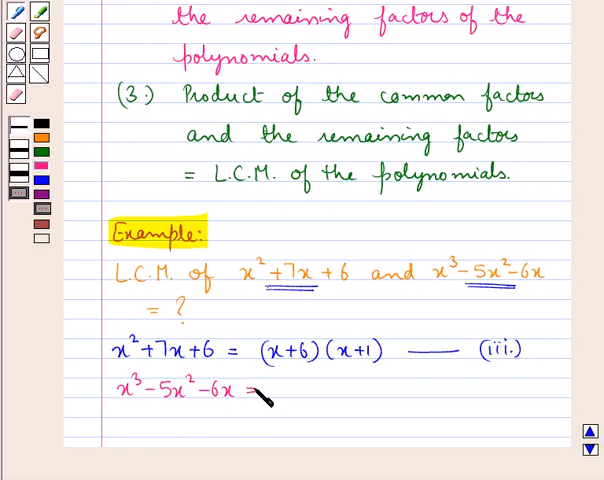 the remaining factors of the
polynomials.
(3.) Product of the common factors
and the remaining factors
= L.C.M. of the polynomials.
Example:
L.C.M. of x² + 7x + 6 and x³ - 5x² - 6x
= ?
x² + 7x + 6 = (x + 6) (x + 1) —— (iii.)
x³ - 5x² - 6x =